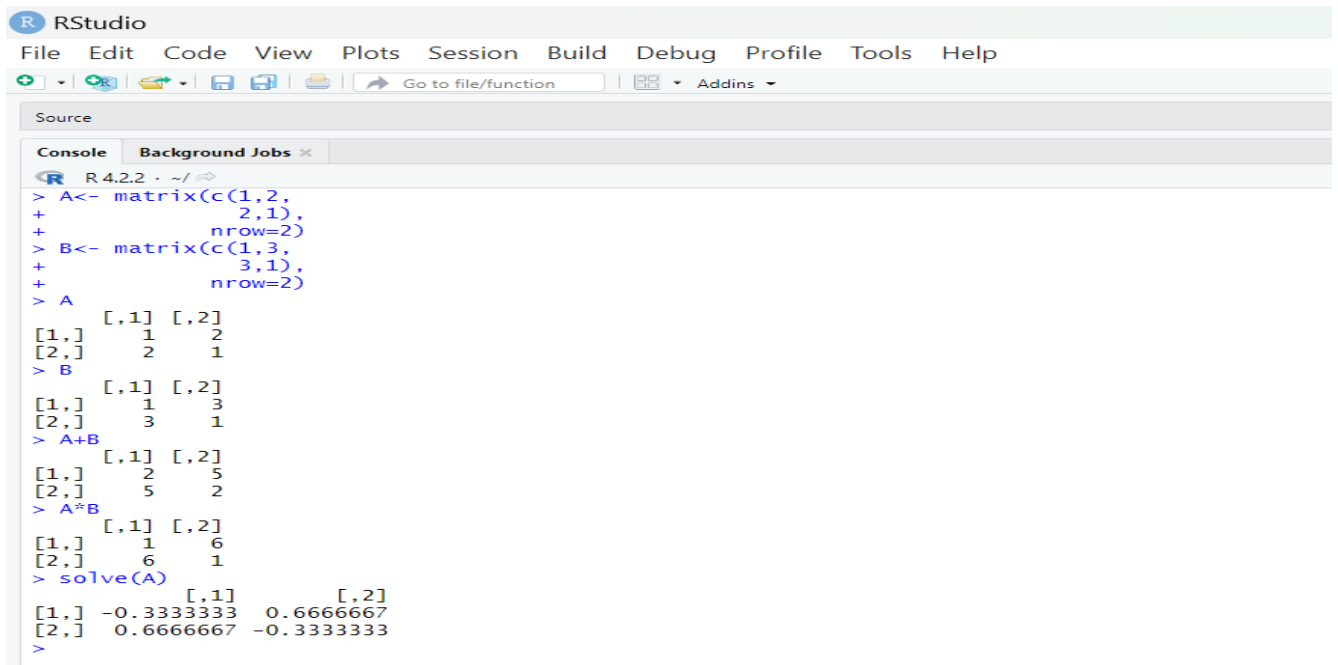 R RStudio
File Edit Code View Plots Session Build Debug Profile Tools Help
R Go to file/function Addins
Source
Console Background Jobs
R R 4.2.2 · ~/
> A<- matrix(c(1,2,
+ 2,1),
+ nrow=2)
> B<- matrix(c(1,3,
+ 3,1),
+ nrow=2)
> A
[,1] [,2]
[1,] 1 2
[2,] 2 1
> B
[,1] [,2]
[1,] 1 3
[2,] 3 1
> A+B
[,1] [,2]
[1,] 2 5
[2,] 5 2
> A*B
[,1] [,2]
[1,] 1 6
[2,] 6 1
> solve(A)
[,1] [,2]
[1,] -0.3333333 0.6666667
[2,] 0.6666667 -0.3333333
>